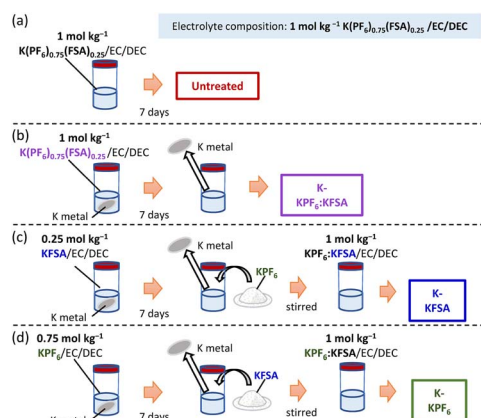 (a)
Electrolyte composition: 1 mol kg⁻¹ K(PF₆)₀.₇₅(FSA)₀.₂₅ /EC/DEC
1 mol kg⁻¹
K(PF₆)₀.₇₅(FSA)₀.₂₅/EC/DEC
Untreated
7 days
(b)
1 mol kg⁻¹
K(PF₆)₀.₇₅(FSA)₀.₂₅/EC/DEC
K metal
K metal
7 days
K-
KPF₆:KFSA
(c)
0.25 mol kg⁻¹
KFSA/EC/DEC
K metal
7 days
K metal
KPF₆
stirred
1 mol kg⁻¹
KPF₆:KFSA/EC/DEC
K-
KFSA
(d)
0.75 mol kg⁻¹
KPF₆/EC/DEC
K metal
7 days
K metal
KFSA
stirred
1 mol kg⁻¹
KPF₆:KFSA/EC/DEC
K-
KPF₆